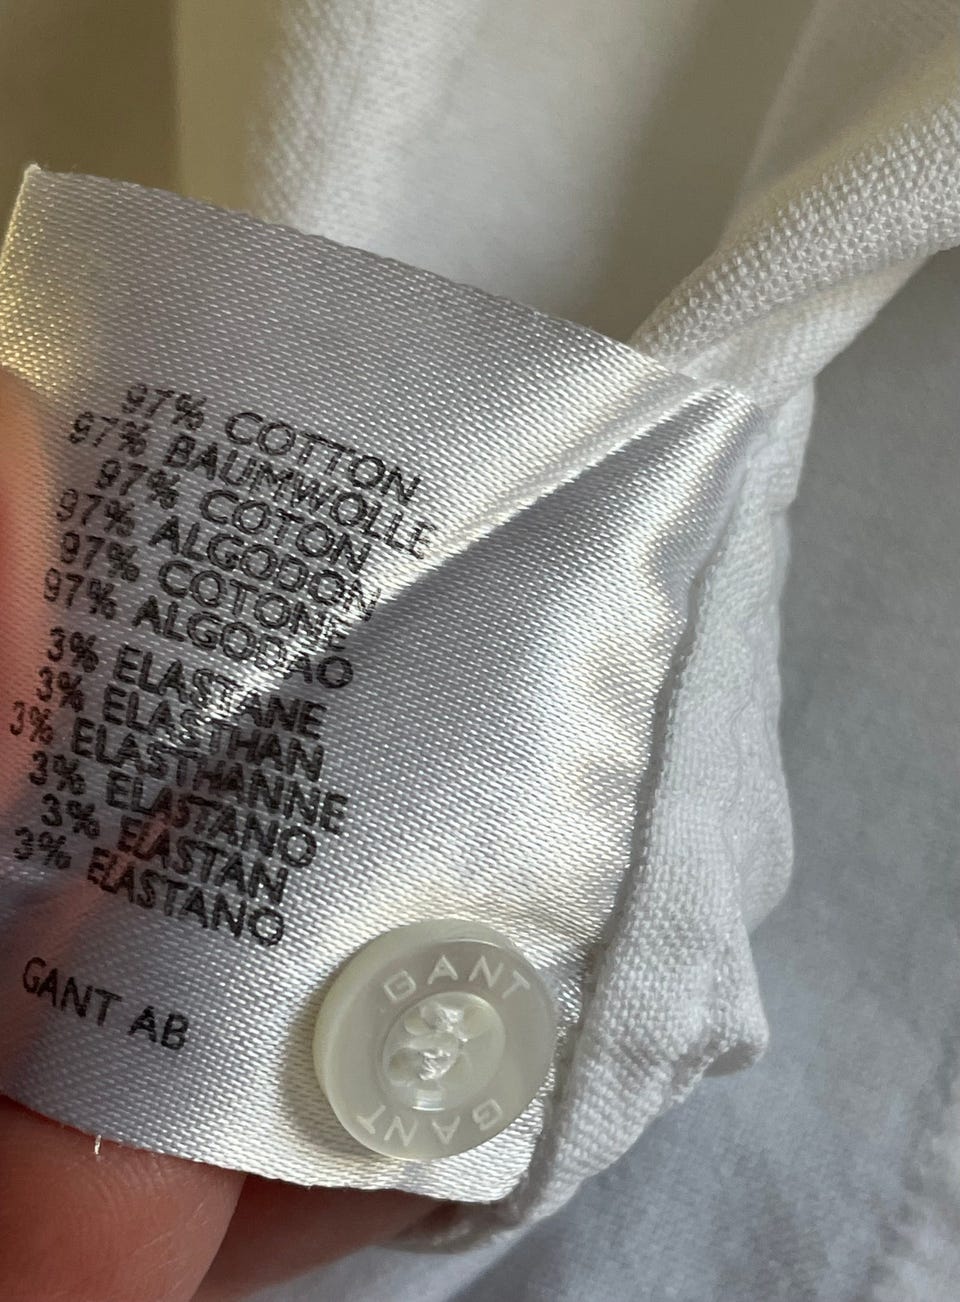 97% COTTON
97% BAUMWOLLE
97% COTON
97% ALGODON
97% COTONE
97% ALGODAO
3% ELASTANE
3% ELASTHAN
3% ELASTHANNE
3% ELASTANO
3% ELASTAN
3% ELASTANO
GANT AB
GANT
GANT